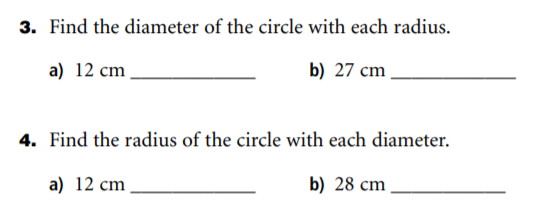 3. Find the diameter of the circle with each radius.
a) 12 cm ____________ b) 27 cm ____________
4. Find the radius of the circle with each diameter.
a) 12 cm ____________ b) 28 cm ____________